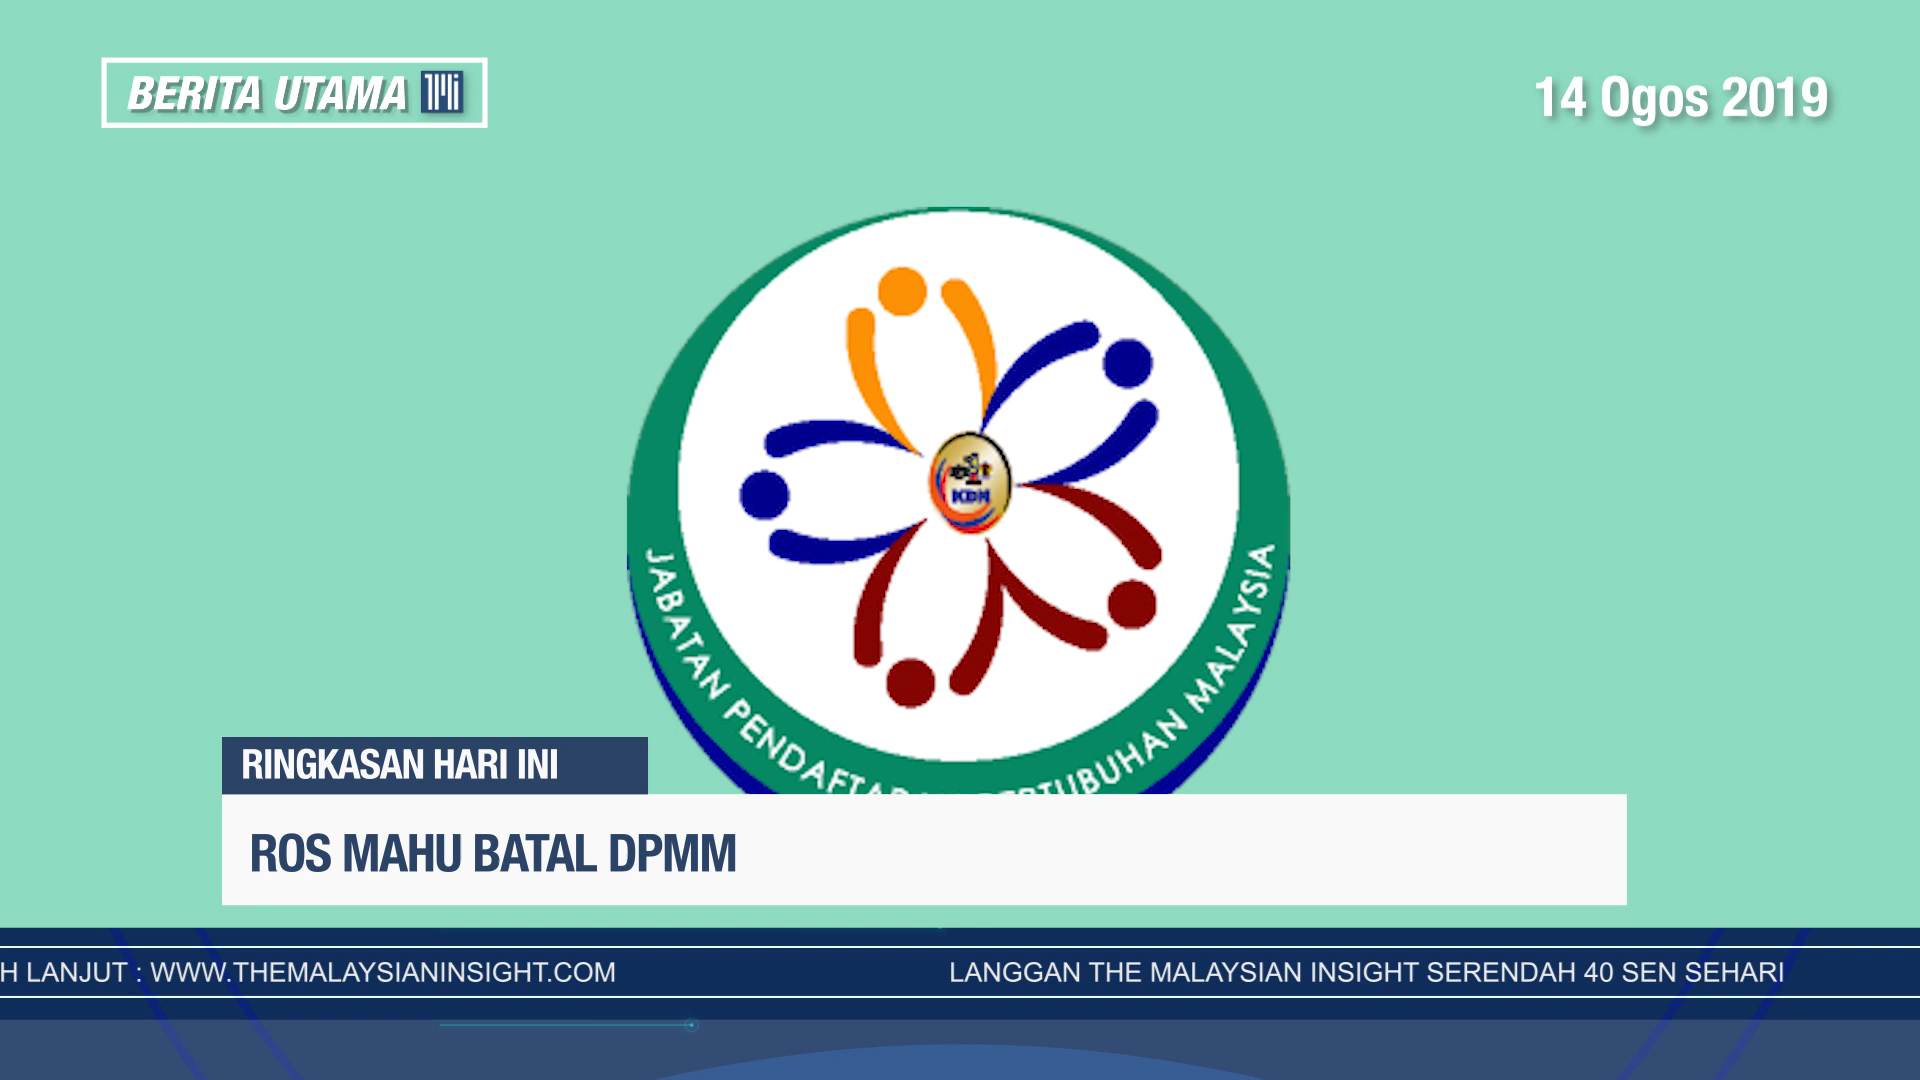 BERITA UTAMA
14 Ogos 2019
KDN
JABATAN PENDAFTARAN PERTUBUHAN MALAYSIA
RINGKASAN HARI INI
ROS MAHU BATAL DPMM
H LANJUT : WWW.THEMALAYSIANINSIGHT.COM
LANGGAN THE MALAYSIAN INSIGHT SERENDAH 40 SEN SEHARI